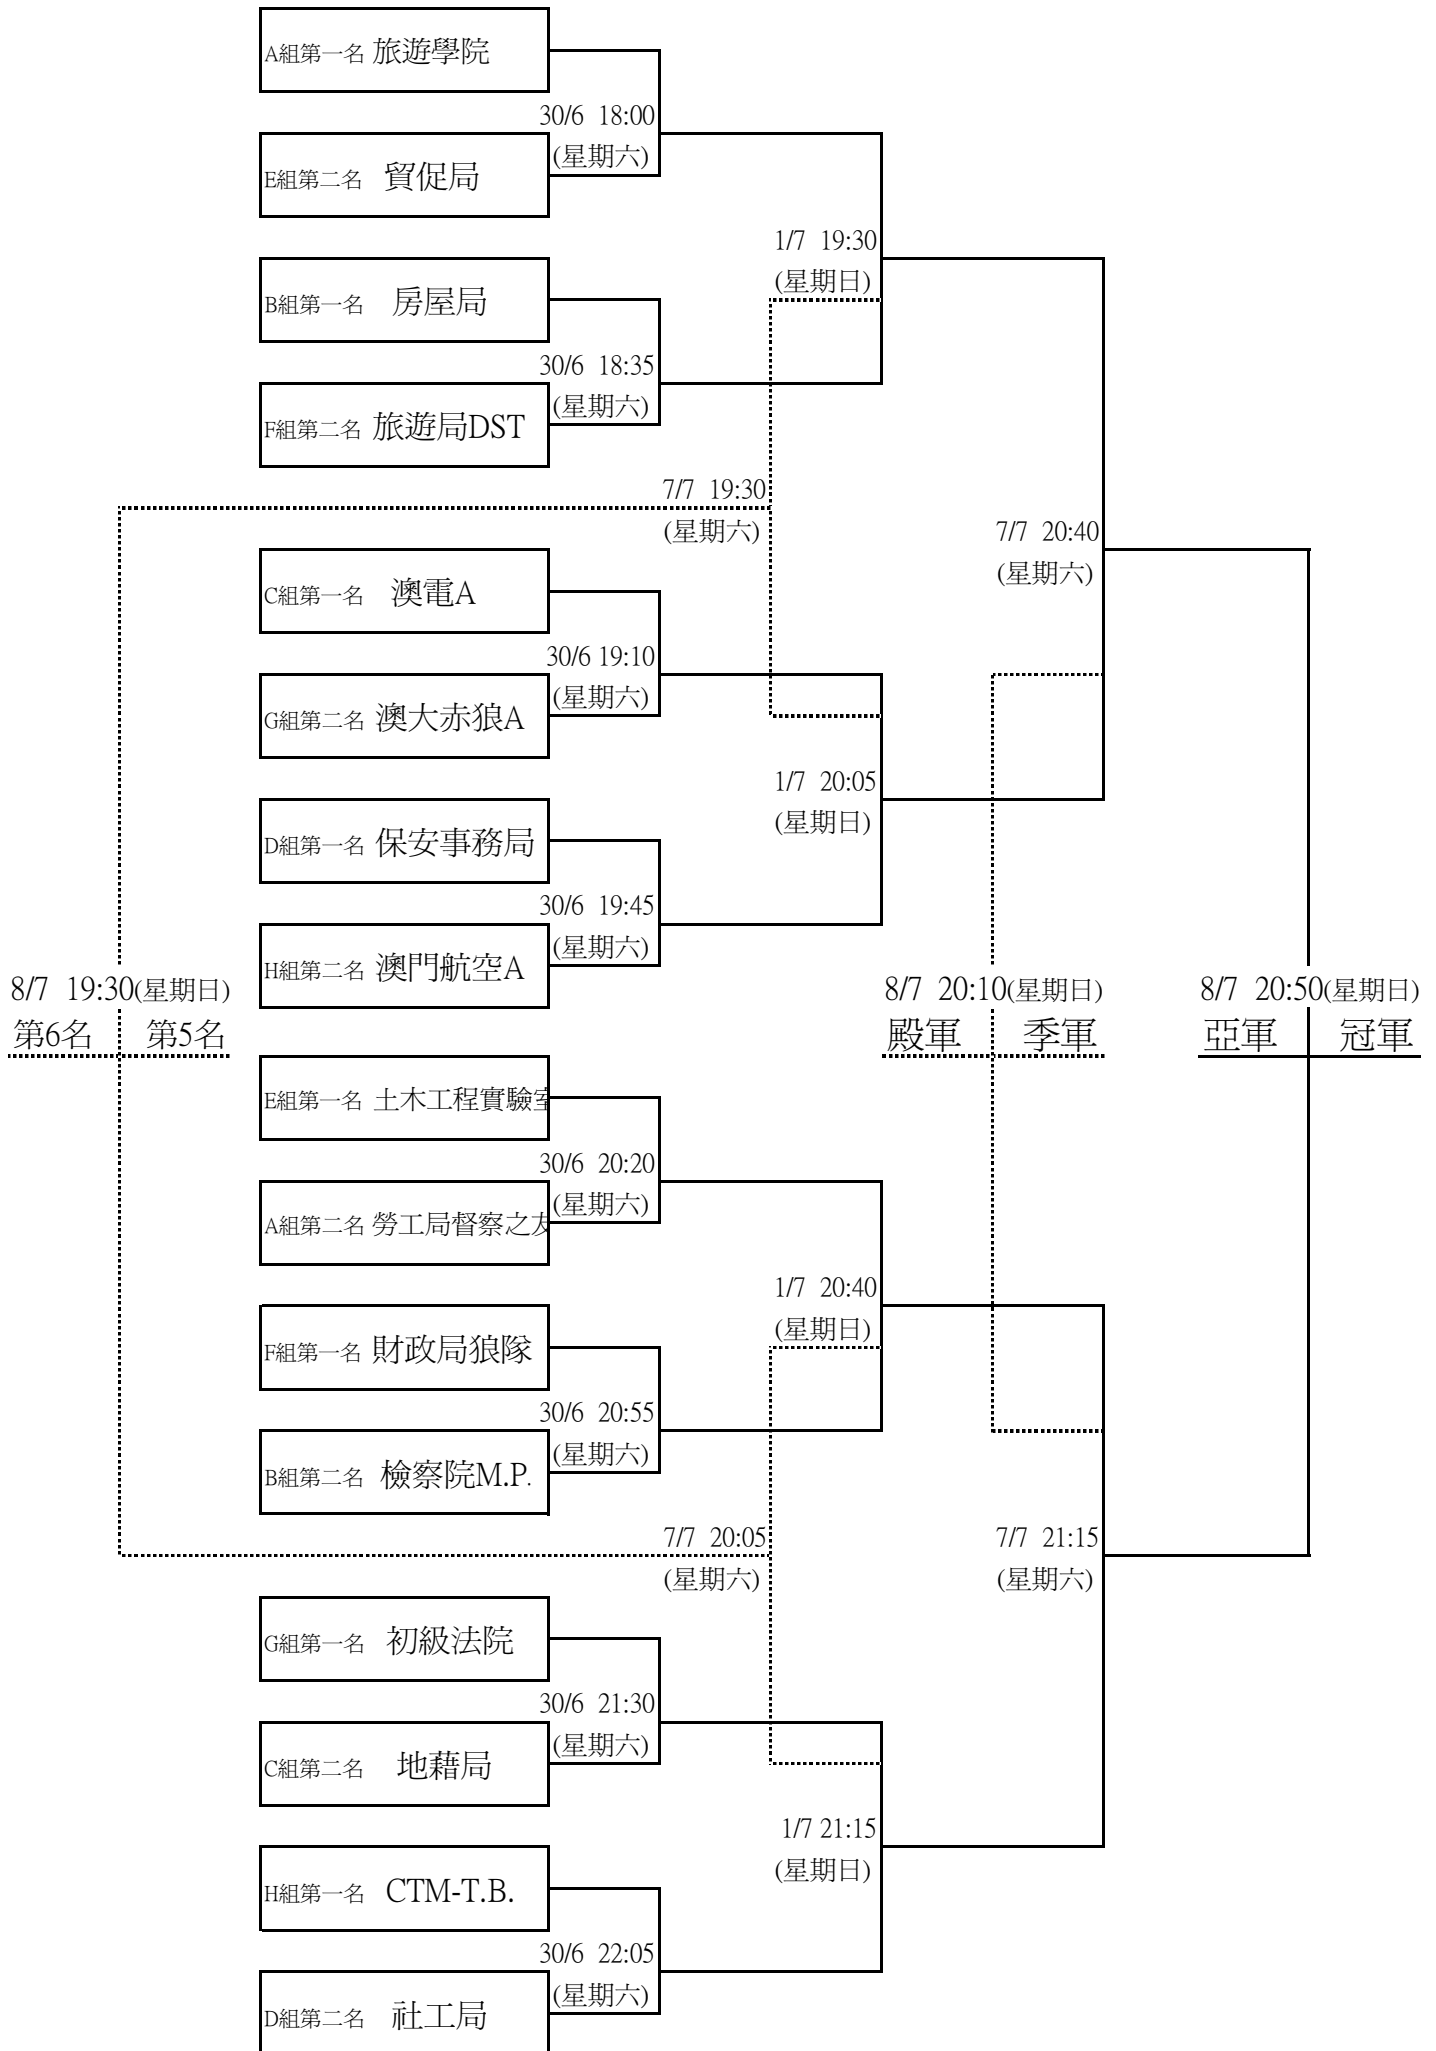 A組第一名 旅遊學院
30/6 18:00
(星期六)
E組第二名 貿促局
1/7 19:30
(星期日)
B組第一名 房屋局
30/6 18:35
(星期六)
F組第二名 旅遊局DST
7/7 19:30
(星期六)
7/7 20:40
(星期六)
C組第一名 澳電A
30/6 19:10
(星期六)
G組第二名 澳大赤狼A
1/7 20:05
(星期日)
D組第一名 保安事務局
30/6 19:45
(星期六)
H組第二名 澳門航空A
8/7 19:30(星期日)
第6名 第5名
8/7 20:10(星期日)
殿軍 季軍
8/7 20:50(星期日)
亞軍 冠軍
E組第一名 土木工程實驗室
30/6 20:20
(星期六)
A組第二名 勞工局督察之友
1/7 20:40
(星期日)
F組第一名 財政局狼隊
30/6 20:55
(星期六)
B組第二名 檢察院M.P.
7/7 20:05
(星期六)
7/7 21:15
(星期六)
G組第一名 初級法院
30/6 21:30
(星期六)
C組第二名 地藉局
1/7 21:15
(星期日)
H組第一名 CTM-T.B.
30/6 22:05
(星期六)
D組第二名 社工局